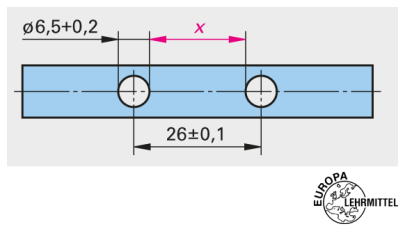 ø6,5+0,2
x
26±0,1
EUROPA
LEHRMITTEL